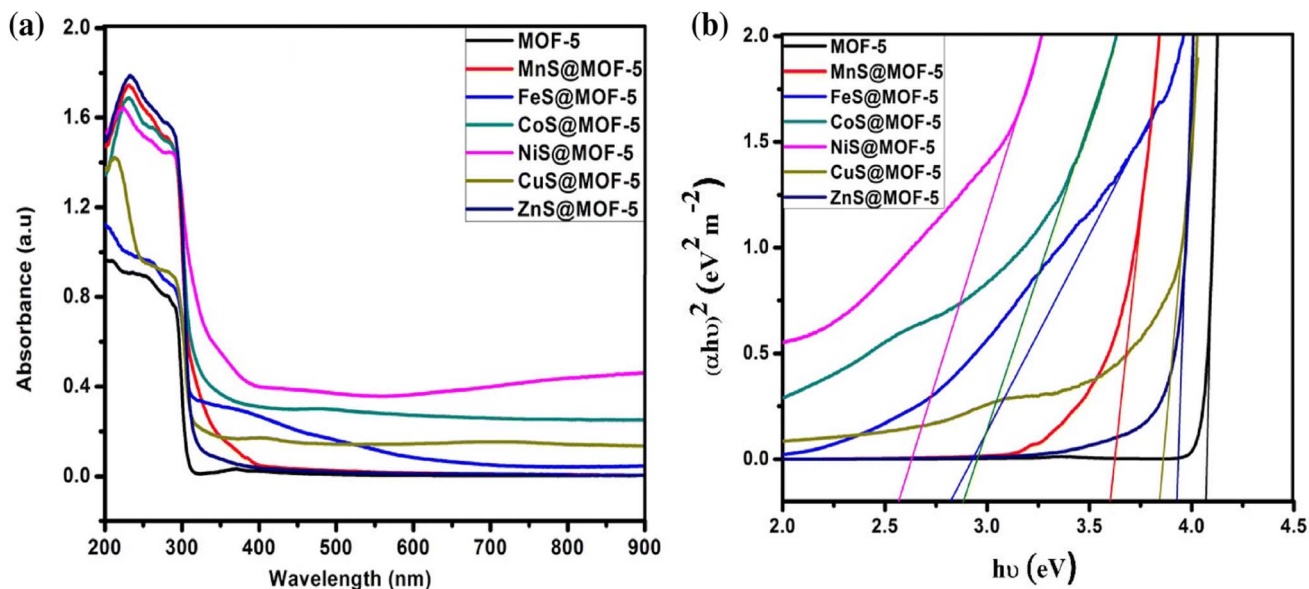 (a)
2.0
1.6
1.2
0.8
0.4
0.0
Absorbance (a.u)
MOF-5
MnS@MOF-5
FeS@MOF-5
CoS@MOF-5
NiS@MOF-5
CuS@MOF-5
ZnS@MOF-5
200 300 400 500 600 700 800 900
Wavelength (nm)
(b)
2.0
1.5
1.0
0.5
0.0
(αhυ)² (eV² m⁻²)
MOF-5
MnS@MOF-5
FeS@MOF-5
CoS@MOF-5
NiS@MOF-5
CuS@MOF-5
ZnS@MOF-5
2.0 2.5 3.0 3.5 4.0 4.5
hυ (eV)